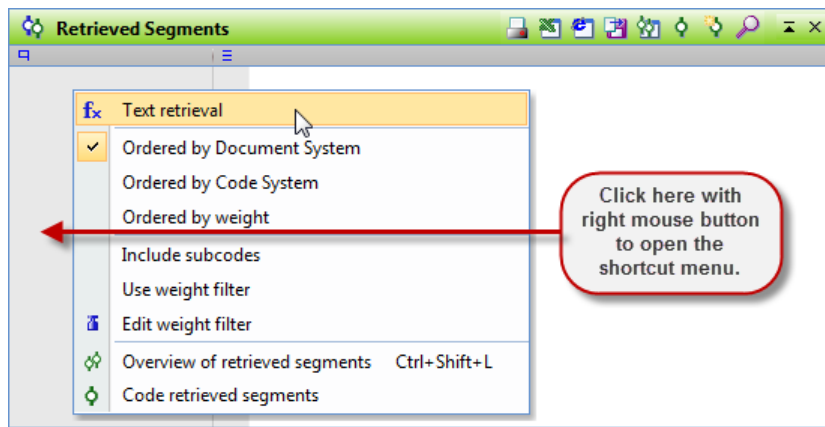 Retrieved Segments
fx Text retrieval
Ordered by Document System
Ordered by Code System
Ordered by weight
Include subcodes
Use weight filter
Edit weight filter
Overview of retrieved segments Ctrl+Shift+L
Code retrieved segments
Click here with
right mouse button
to open the
shortcut menu.